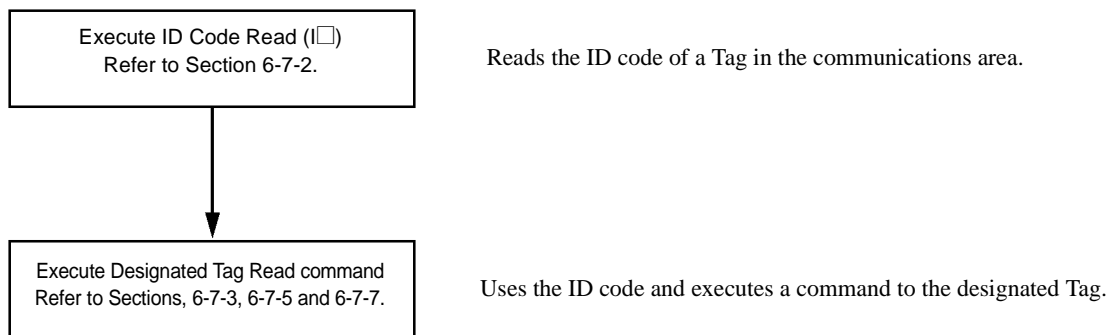 Execute ID Code Read (I□)
Refer to Section 6-7-2.
Reads the ID code of a Tag in the communications area.
Execute Designated Tag Read command
Refer to Sections, 6-7-3, 6-7-5 and 6-7-7.
Uses the ID code and executes a command to the designated Tag.